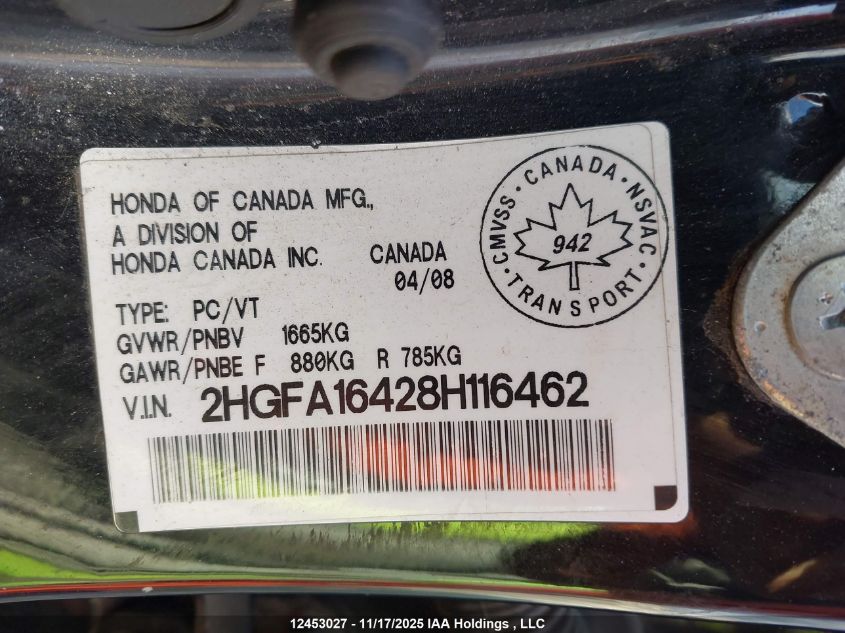 HONDA OF CANADA MFG.,
A DIVISION OF
HONDA CANADA INC. CANADA
04/08
TYPE: PC/VT
GVWR/PNBV 1665KG
GAWR/PNBE F 880KG R 785KG
V.I.N. 2HGFA16428H116462
CMVSS · CANADA · NSVAC
942
· TRANSPORT ·
12453027 - 11/17/2025 IAA Holdings , LLC